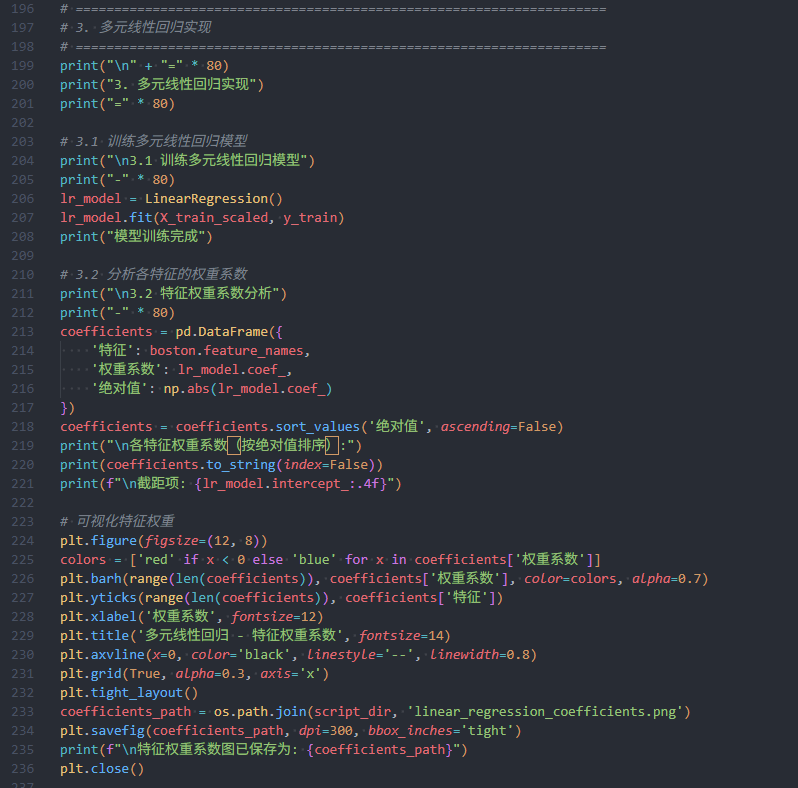 196 # =====================================================================
197 # 3. 多元线性回归实现
198 # =====================================================================
199 print("\n" + "=" * 80)
200 print("3. 多元线性回归实现")
201 print("=" * 80)
202
203 # 3.1 训练多元线性回归模型
204 print("\n3.1 训练多元线性回归模型")
205 print("-" * 80)
206 lr_model = LinearRegression()
207 lr_model.fit(X_train_scaled, y_train)
208 print("模型训练完成")
209
210 # 3.2 分析各特征的权重系数
211 print("\n3.2 特征权重系数分析")
212 print("-" * 80)
213 coefficients = pd.DataFrame({
214     '特征': boston.feature_names,
215     '权重系数': lr_model.coef_,
216     '绝对值': np.abs(lr_model.coef_)
217 })
218 coefficients = coefficients.sort_values('绝对值', ascending=False)
219 print("\n各特征权重系数（按绝对值排序）:")
220 print(coefficients.to_string(index=False))
221 print(f"\n截距项: {lr_model.intercept_:.4f}")
222
223 # 可视化特征权重
224 plt.figure(figsize=(12, 8))
225 colors = ['red' if x < 0 else 'blue' for x in coefficients['权重系数']]
226 plt.barh(range(len(coefficients)), coefficients['权重系数'], color=colors, alpha=0.7)
227 plt.yticks(range(len(coefficients)), coefficients['特征'])
228 plt.xlabel('权重系数', fontsize=12)
229 plt.title('多元线性回归 - 特征权重系数', fontsize=14)
230 plt.axvline(x=0, color='black', linestyle='--', linewidth=0.8)
231 plt.grid(True, alpha=0.3, axis='x')
232 plt.tight_layout()
233 coefficients_path = os.path.join(script_dir, 'linear_regression_coefficients.png')
234 plt.savefig(coefficients_path, dpi=300, bbox_inches='tight')
235 print(f"\n特征权重系数图已保存为: {coefficients_path}")
236 plt.close()
237